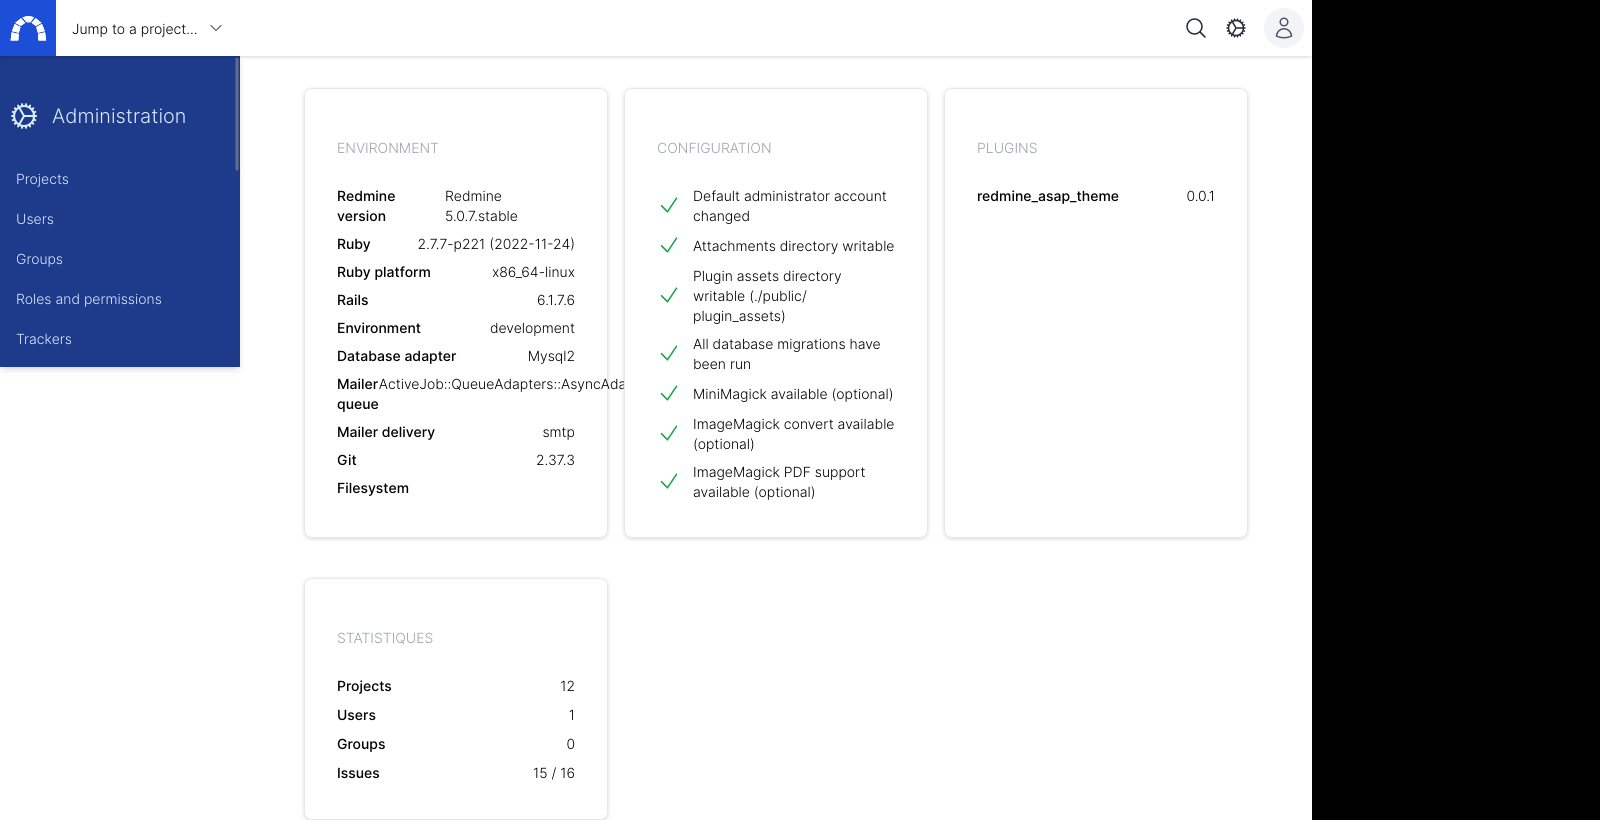 Jump to a project...
Administration
Projects
Users
Groups
Roles and permissions
Trackers
ENVIRONMENT
Redmine version Redmine 5.0.7.stable
Ruby 2.7.7-p221 (2022-11-24)
Ruby platform x86_64-linux
Rails 6.1.7.6
Environment development
Database adapter Mysql2
Mailer queue ActiveJob::QueueAdapters::AsyncAda
Mailer delivery smtp
Git 2.37.3
Filesystem
CONFIGURATION
Default administrator account
changed
Attachments directory writable
Plugin assets directory
writable (./public/
plugin_assets)
All database migrations have
been run
MiniMagick available (optional)
ImageMagick convert available
(optional)
ImageMagick PDF support
available (optional)
PLUGINS
redmine_asap_theme 0.0.1
STATISTIQUES
Projects 12
Users 1
Groups 0
Issues 15 / 16